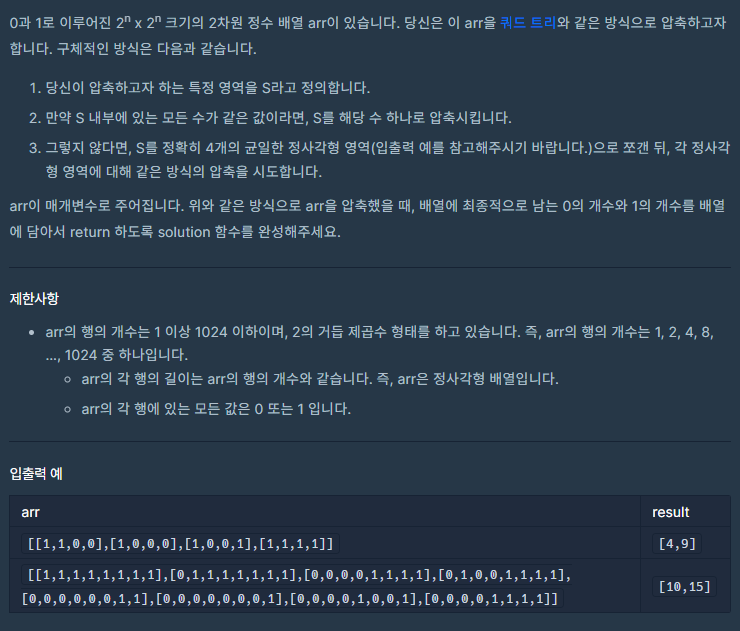 0과 1로 이루어진 2ⁿ x 2ⁿ 크기의 2차원 정수 배열 arr이 있습니다. 당신은 이 arr을 쿼드 트리와 같은 방식으로 압축하고자
합니다. 구체적인 방식은 다음과 같습니다.
1. 당신이 압축하고자 하는 특정 영역을 S라고 정의합니다.
2. 만약 S 내부에 있는 모든 수가 같은 값이라면, S를 해당 수 하나로 압축시킵니다.
3. 그렇지 않다면, S를 정확히 4개의 균일한 정사각형 영역(입출력 예를 참고해주시기 바랍니다.)으로 쪼갠 뒤, 각 정사각
형 영역에 대해 같은 방식의 압축을 시도합니다.
arr이 매개변수로 주어집니다. 위와 같은 방식으로 arr을 압축했을 때, 배열에 최종적으로 남는 0의 개수와 1의 개수를 배열
에 담아서 return 하도록 solution 함수를 완성해주세요.
제한사항
• arr의 행의 개수는 1 이상 1024 이하이며, 2의 거듭 제곱수 형태를 하고 있습니다. 즉, arr의 행의 개수는 1, 2, 4, 8,
..., 1024 중 하나입니다.
◦ arr의 각 행의 길이는 arr의 행의 개수와 같습니다. 즉, arr은 정사각형 배열입니다.
◦ arr의 각 행에 있는 모든 값은 0 또는 1 입니다.
입출력 예
arr result
[[1,1,0,0],[1,0,0,0],[1,0,0,1],[1,1,1,1]] [4,9]
[[1,1,1,1,1,1,1,1],[0,1,1,1,1,1,1,1],[0,0,0,0,1,1,1,1],[0,1,0,0,1,1,1,1],
[0,0,0,0,0,0,1,1],[0,0,0,0,0,0,0,1],[0,0,0,0,1,0,0,1],[0,0,0,0,1,1,1,1]] [10,15]